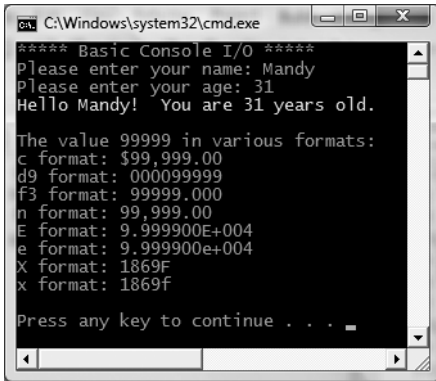 C:\Windows\system32\cmd.exe
***** Basic Console I/O *****
Please enter your name: Mandy
Please enter your age: 31
Hello Mandy!  You are 31 years old.
The value 99999 in various formats:
c format: $99,999.00
d9 format: 000099999
f3 format: 99999.000
n format: 99,999.00
E format: 9.999900E+004
e format: 9.999900e+004
X format: 1869F
x format: 1869f
Press any key to continue . . .